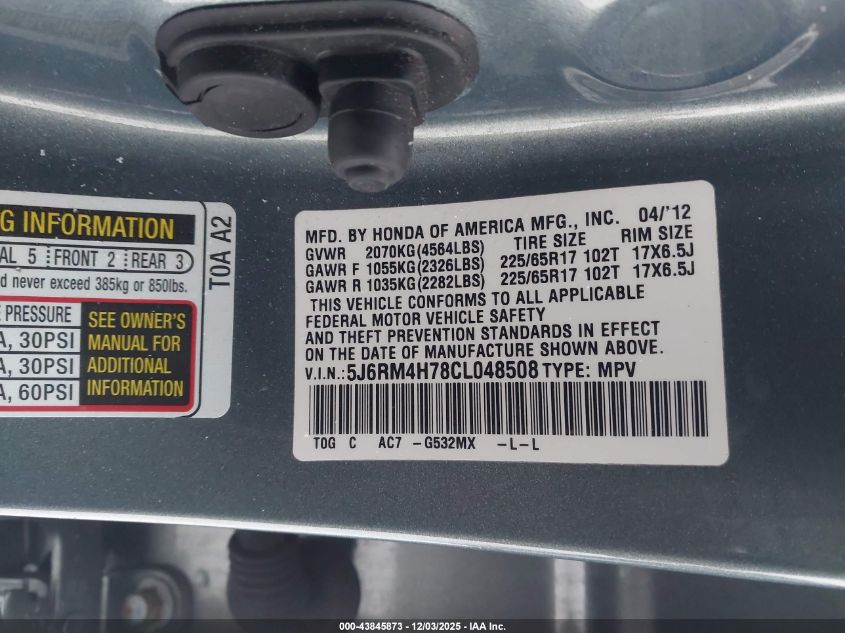 G INFORMATION
AL 5 FRONT 2 REAR 3
d never exceed 385kg or 850lbs.
E PRESSURE
A, 30PSI
A, 30PSI
A, 60PSI
SEE OWNER'S
MANUAL FOR
ADDITIONAL
INFORMATION
T0A A2
MFD. BY HONDA OF AMERICA MFG., INC. 04/'12
GVWR 2070KG(4564LBS) TIRE SIZE RIM SIZE
GAWR F 1055KG(2326LBS) 225/65R17 102T 17X6.5J
GAWR R 1035KG(2282LBS) 225/65R17 102T 17X6.5J
THIS VEHICLE CONFORMS TO ALL APPLICABLE
FEDERAL MOTOR VEHICLE SAFETY
AND THEFT PREVENTION STANDARDS IN EFFECT
ON THE DATE OF MANUFACTURE SHOWN ABOVE.
V.I.N.: 5J6RM4H78CL048508 TYPE: MPV
T0G C AC7 -G532MX -L-L
000-43845873 - 12/03/2025 - IAA Inc.